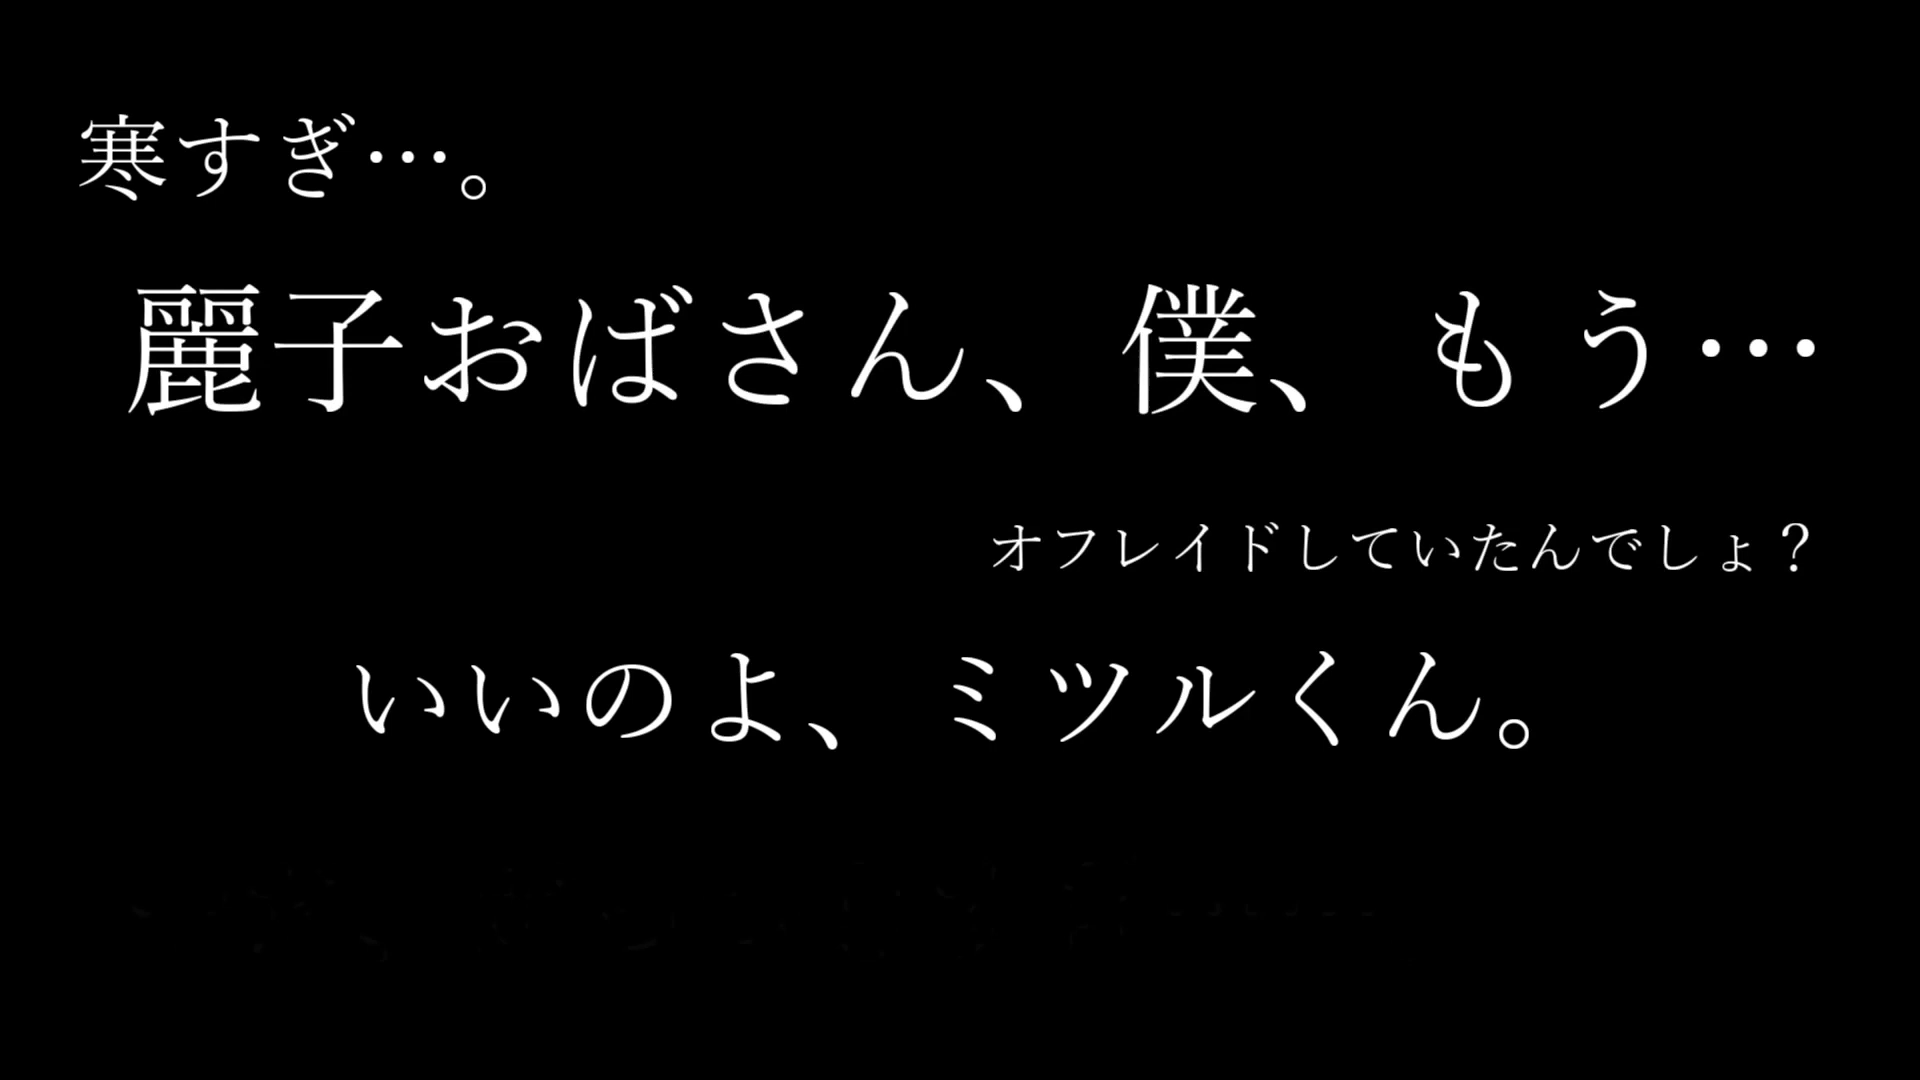 寒すぎ…。
麗子おばさん、僕、もう…
オフレイドしていたんでしょ？
いいのよ、ミツルくん。